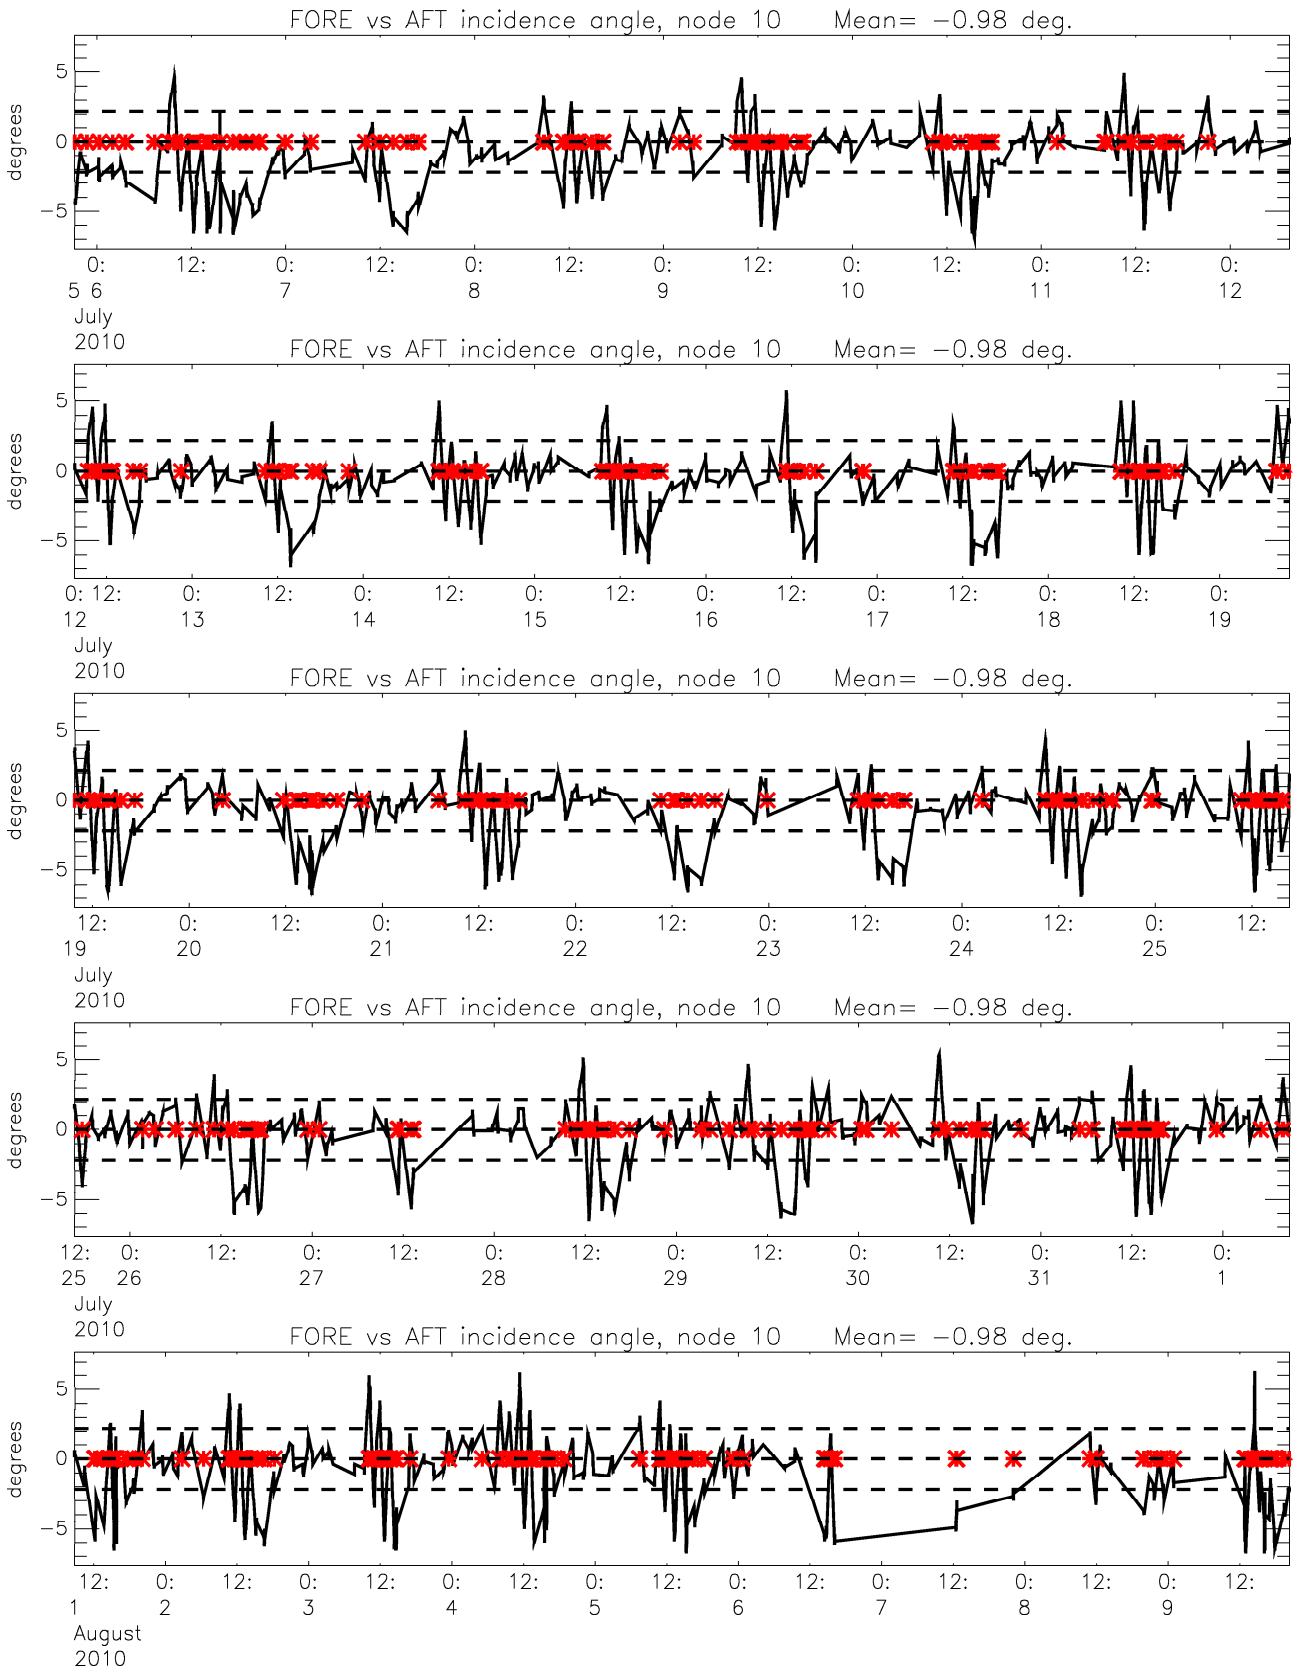 FORE vs AFT incidence angle, node 10 Mean= −0.98 deg.
5
0
−5
degrees
0: 12: 0: 12: 0: 12: 0: 12: 0: 12: 0: 12: 0:
5 6 7 8 9 10 11 12
July
2010
FORE vs AFT incidence angle, node 10 Mean= −0.98 deg.
5
0
−5
degrees
0: 12: 0: 12: 0: 12: 0: 12: 0: 12: 0: 12: 0: 12: 0:
12 13 14 15 16 17 18 19
July
2010
FORE vs AFT incidence angle, node 10 Mean= −0.98 deg.
5
0
−5
degrees
12: 0: 12: 0: 12: 0: 12: 0: 12: 0: 12: 0: 12:
19 20 21 22 23 24 25
July
2010
FORE vs AFT incidence angle, node 10 Mean= −0.98 deg.
5
0
−5
degrees
12: 0: 12: 0: 12: 0: 12: 0: 12: 0: 12: 0: 12: 0:
25 26 27 28 29 30 31 1
July
2010
FORE vs AFT incidence angle, node 10 Mean= −0.98 deg.
5
0
−5
degrees
12: 0: 12: 0: 12: 0: 12: 0: 12: 0: 12: 0: 12: 0: 12: 0: 12:
1 2 3 4 5 6 7 8 9
August
2010